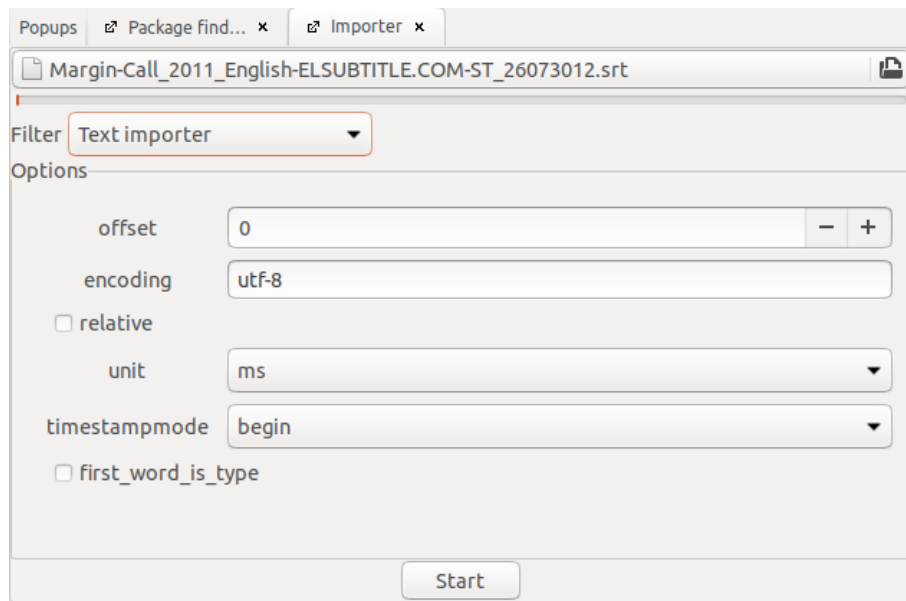 Popups Package find... × Importer ×
Margin-Call_2011_English-ELSUBTITLE.COM-ST_26073012.srt
Filter Text importer
Options
offset 0 − +
encoding utf-8
relative
unit ms
timestampmode begin
first_word_is_type
Start